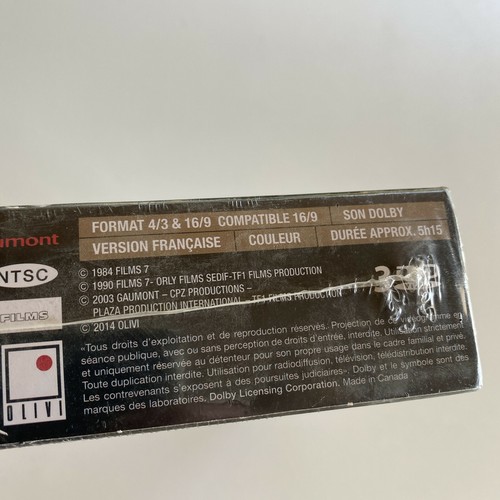 FORMAT 4/3 & 16/9 COMPATIBLE 16/9 SON DOLBY
VERSION FRANÇAISE COULEUR DURÉE APPROX. 5h15
umont
NTSC
FILMS
OLIVI
© 1984 FILMS 7
© 1990 FILMS 7- ORLY FILMS SEDIF-TF1 FILMS PRODUCTION
© 2003 GAUMONT – CPZ PRODUCTIONS –
PLAZA PRODUCTION INTERNATIONAL – TF1 FILMS PRODUCTION
© 2014 OLIVI
«Tous droits d'exploitation et de reproduction réservés. Projection de en
séance publique, avec ou sans perception de droits d'entrée, interdite. Utilisation strictement
et uniquement réservée au détenteur pour son propre usage dans le cadre familial et privé.
Toute duplication interdite. Utilisation pour radiodiffusion, télévision, télédistribution interdite.
Les contrevenants s'exposent à des poursuites judiciaires». Dolby et le symbole sont des
marques des laboratoires. Dolby Licensing Corporation. Made in Canada